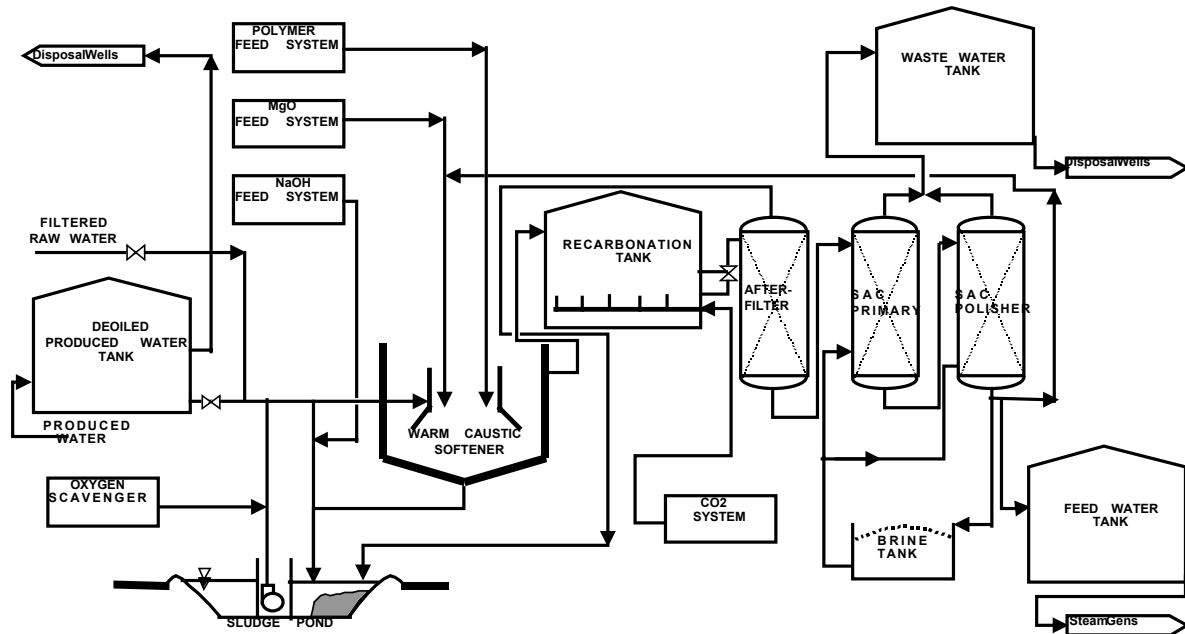 POLYMER
FEED SYSTEM
DisposalWells
WASTE WATER
TANK
MgO
FEED SYSTEM
DisposalWells
NaOH
FEED SYSTEM
FILTERED
RAW WATER
RECARBONATION
TANK
AFTER-
FILTER
SAC
PRIMARY
SAC
POLISHER
DEOILED
PRODUCED WATER
TANK
PRODUCED
WATER
WARM CAUSTIC
SOFTENER
OXYGEN
SCAVENGER
CO2
SYSTEM
BRINE
TANK
FEED WATER
TANK
SLUDGE POND
SteamGens